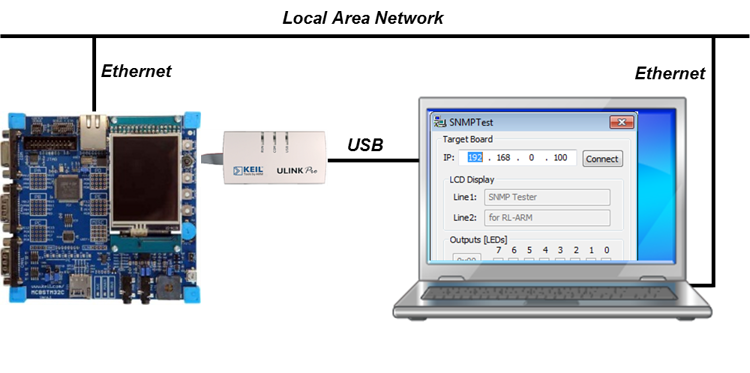 Local Area Network
Ethernet
Ethernet
USB
KEIL
ULINK Pro
SNMPTest
Target Board
IP: 192 . 168 . 0 . 100 Connect
LCD Display
Line1: SNMP Tester
Line2: for RL-ARM
Outputs [LEDs]
7 6 5 4 3 2 1 0
MCBSTM32C